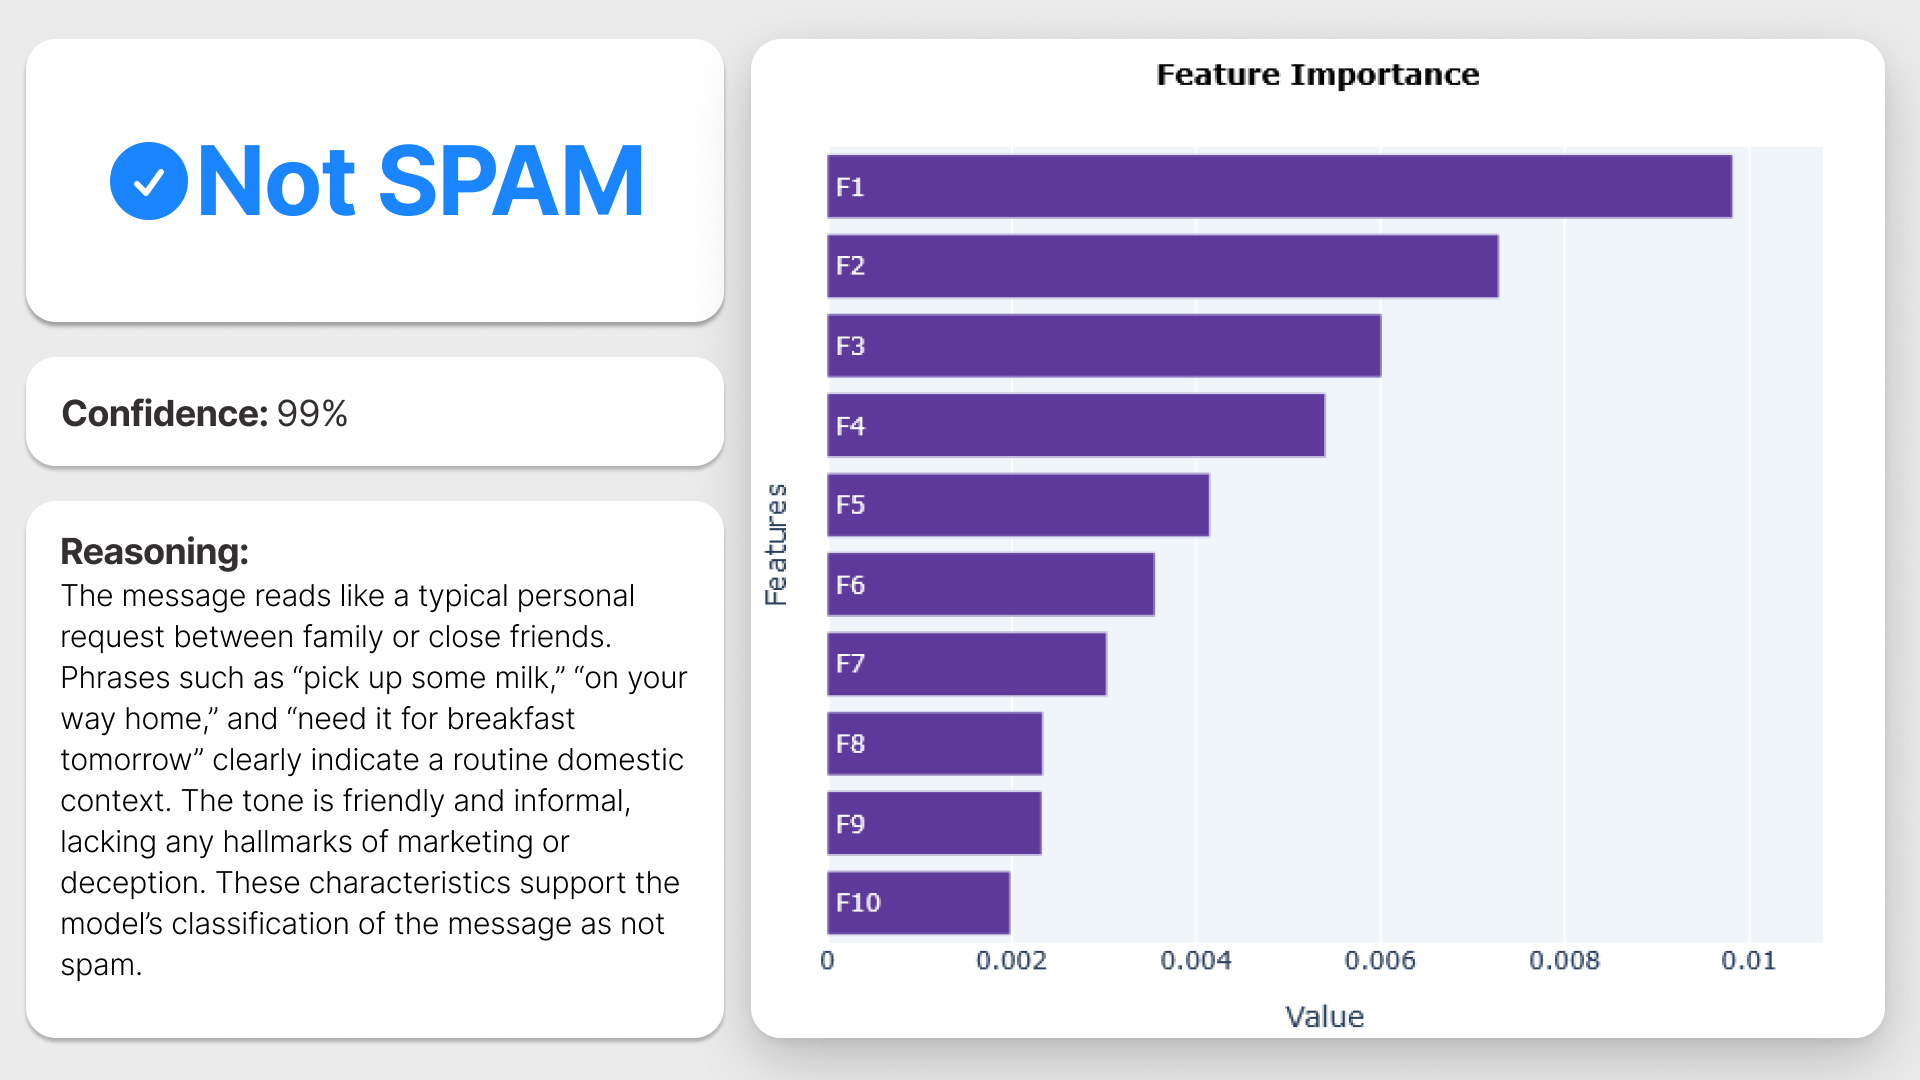 Not SPAM
Confidence: 99%
Reasoning:
The message reads like a typical personal
request between family or close friends.
Phrases such as “pick up some milk,” “on your
way home,” and “need it for breakfast
tomorrow” clearly indicate a routine domestic
context. The tone is friendly and informal,
lacking any hallmarks of marketing or
deception. These characteristics support the
model’s classification of the message as not
spam.
Feature Importance
Features
F1
F2
F3
F4
F5
F6
F7
F8
F9
F10
0 0.002 0.004 0.006 0.008 0.01
Value